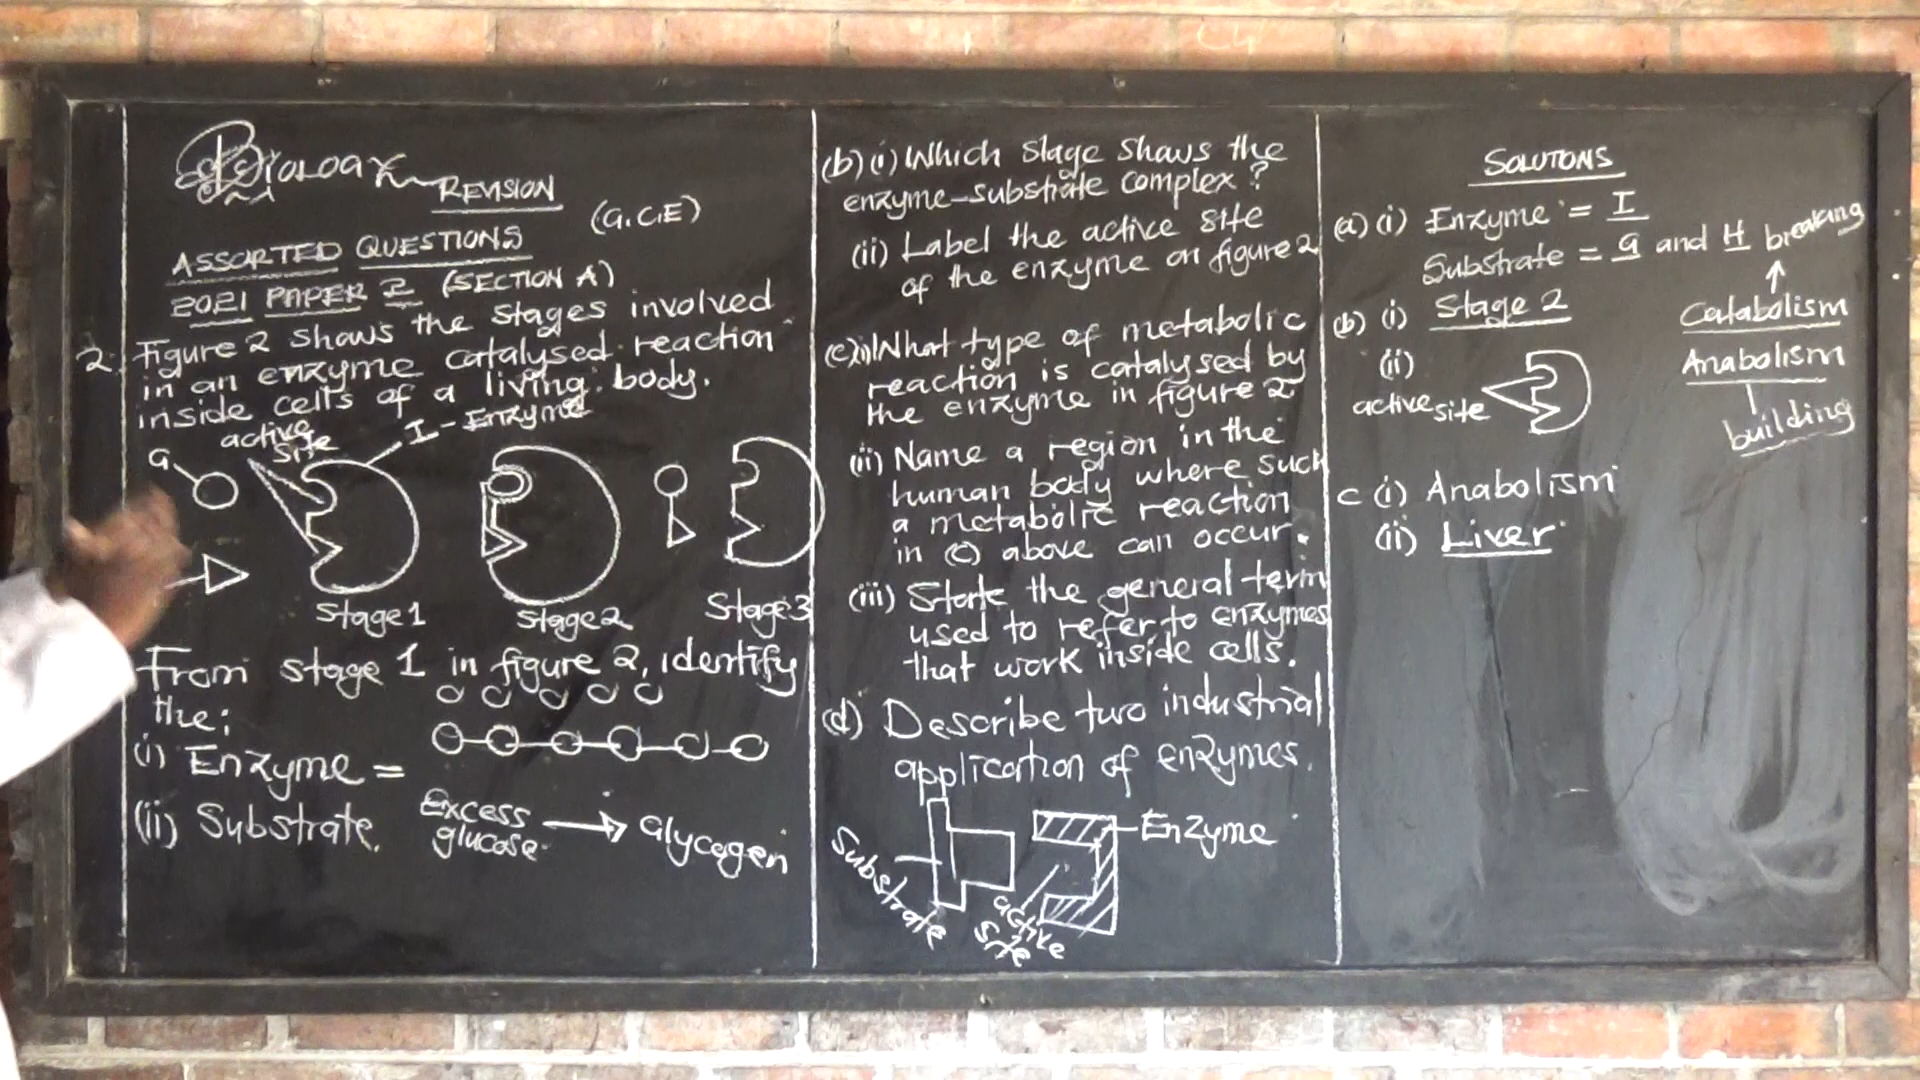 Biology
REVISION
(G.C.E)
ASSORTED QUESTIONS
2021 PAPER 2 (SECTION A)
2. Figure 2 shows the stages involved
in an enzyme catalysed reaction
inside cells of a living body.
active
site
I - Enzyme
G
Stage 1
Stage 2
Stage 3
From stage 1 in figure 2, identify
the:
(i) Enzyme =
(ii) Substrate.
Excess
glucose
Glycogen
(b) (i) Which stage shows the
enzyme-substrate complex?
(ii) Label the active site
of the enzyme on figure 2
(c)(i) What type of metabolic
reaction is catalysed by
the enzyme in figure 2
(ii) Name a region in the
human body where such
a metabolic reaction
in (c) above can occur.
(iii) State the general term
used to refer to enzymes
that work inside cells.
(d) Describe two industrial
application of enzymes.
Substrate
active
site
Enzyme
SOLUTONS
(a) (i) Enzyme = I
Substrate = G and H
breaking
Catabolism
Anabolism
building
(b) (i) Stage 2
(ii)
active site
c (i) Anabolism
(ii) Liver